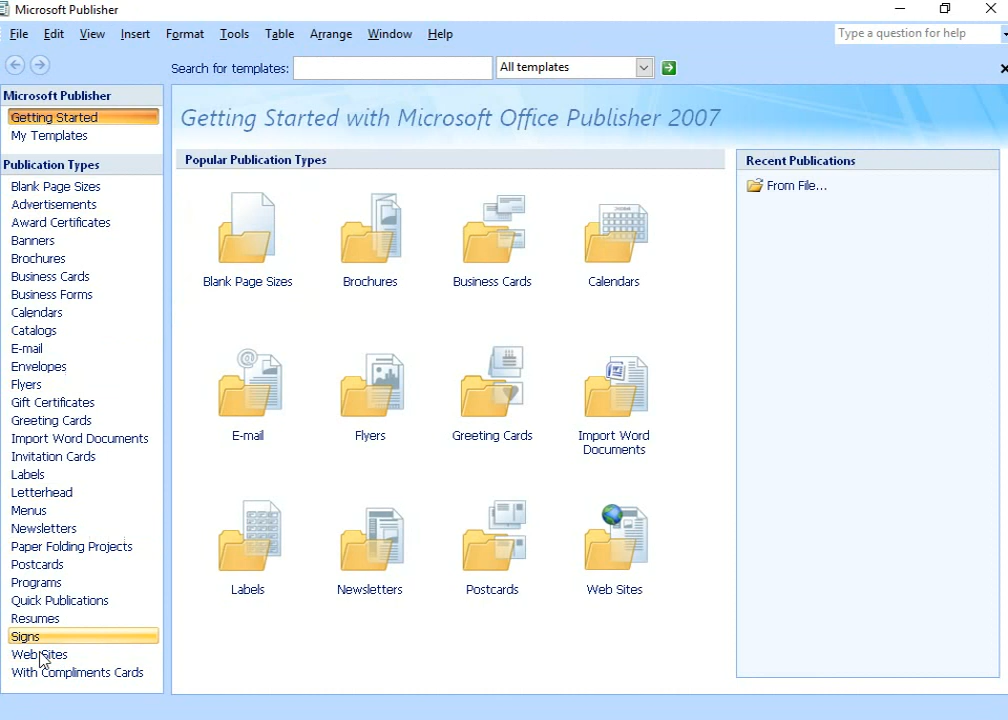 Microsoft Publisher
File Edit View Insert Format Tools Table Arrange Window Help
Type a question for help
Search for templates:
All templates
Microsoft Publisher
Getting Started
My Templates
Publication Types
Blank Page Sizes
Advertisements
Award Certificates
Banners
Brochures
Business Cards
Business Forms
Calendars
Catalogs
E-mail
Envelopes
Flyers
Gift Certificates
Greeting Cards
Import Word Documents
Invitation Cards
Labels
Letterhead
Menus
Newsletters
Paper Folding Projects
Postcards
Programs
Quick Publications
Resumes
Signs
Web Sites
With Compliments Cards
Getting Started with Microsoft Office Publisher 2007
Popular Publication Types
Blank Page Sizes
Brochures
Business Cards
Calendars
E-mail
Flyers
Greeting Cards
Import Word
Documents
Labels
Newsletters
Postcards
Web Sites
Recent Publications
From File...